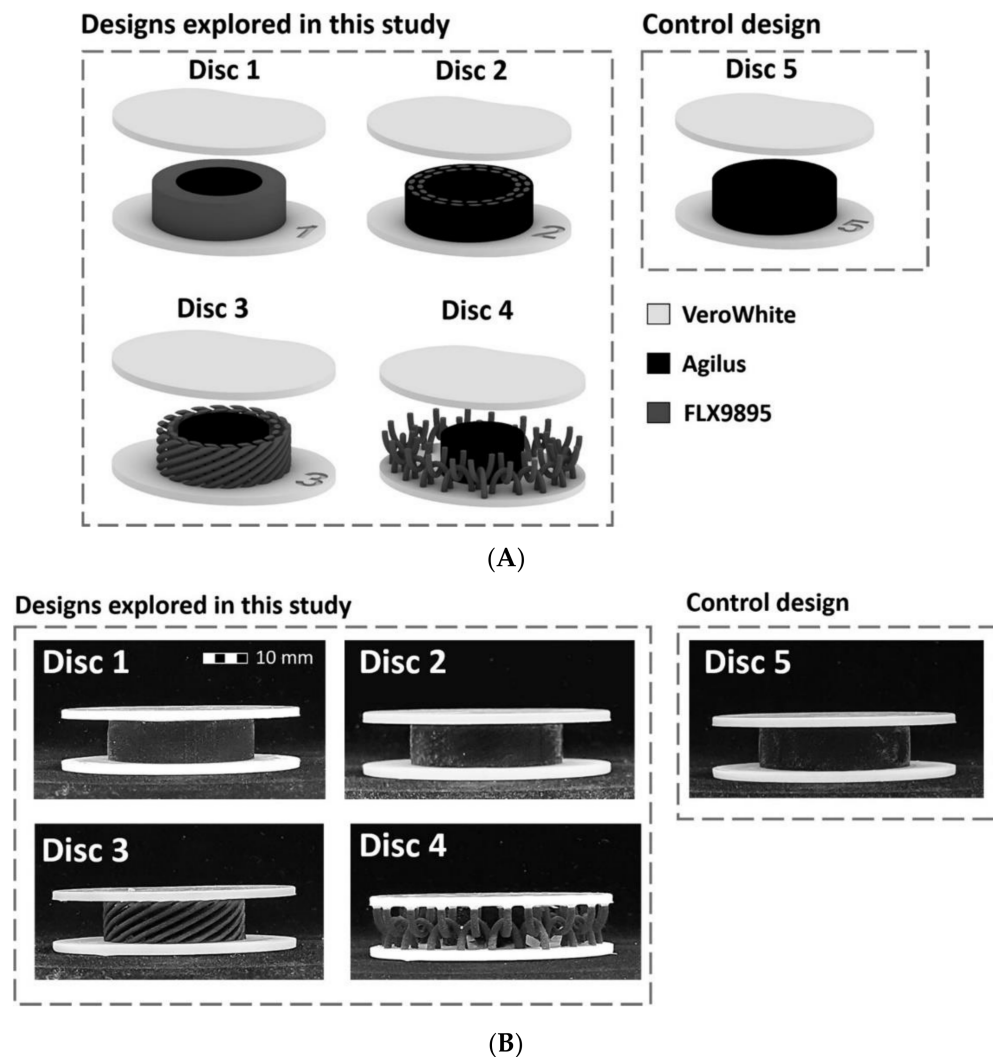 Designs explored in this study
Control design
Disc 1
Disc 2
Disc 5
1
2
5
Disc 3
Disc 4
VeroWhite
Agilus
FLX9895
3
(A)
Designs explored in this study
Control design
Disc 1
10 mm
Disc 2
Disc 5
Disc 3
Disc 4
(B)